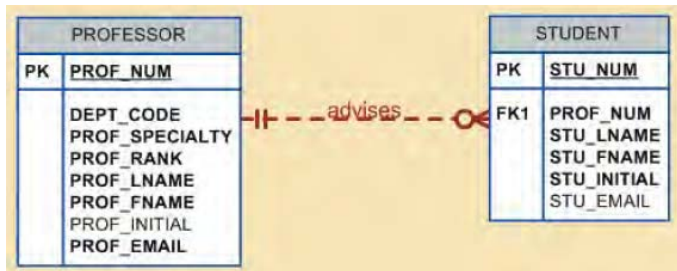 PROFESSOR
PK PROF_NUM
DEPT_CODE
PROF_SPECIALTY
PROF_RANK
PROF_LNAME
PROF_FNAME
PROF_INITIAL
PROF_EMAIL
advises
STUDENT
PK STU_NUM
FK1 PROF_NUM
STU_LNAME
STU_FNAME
STU_INITIAL
STU_EMAIL